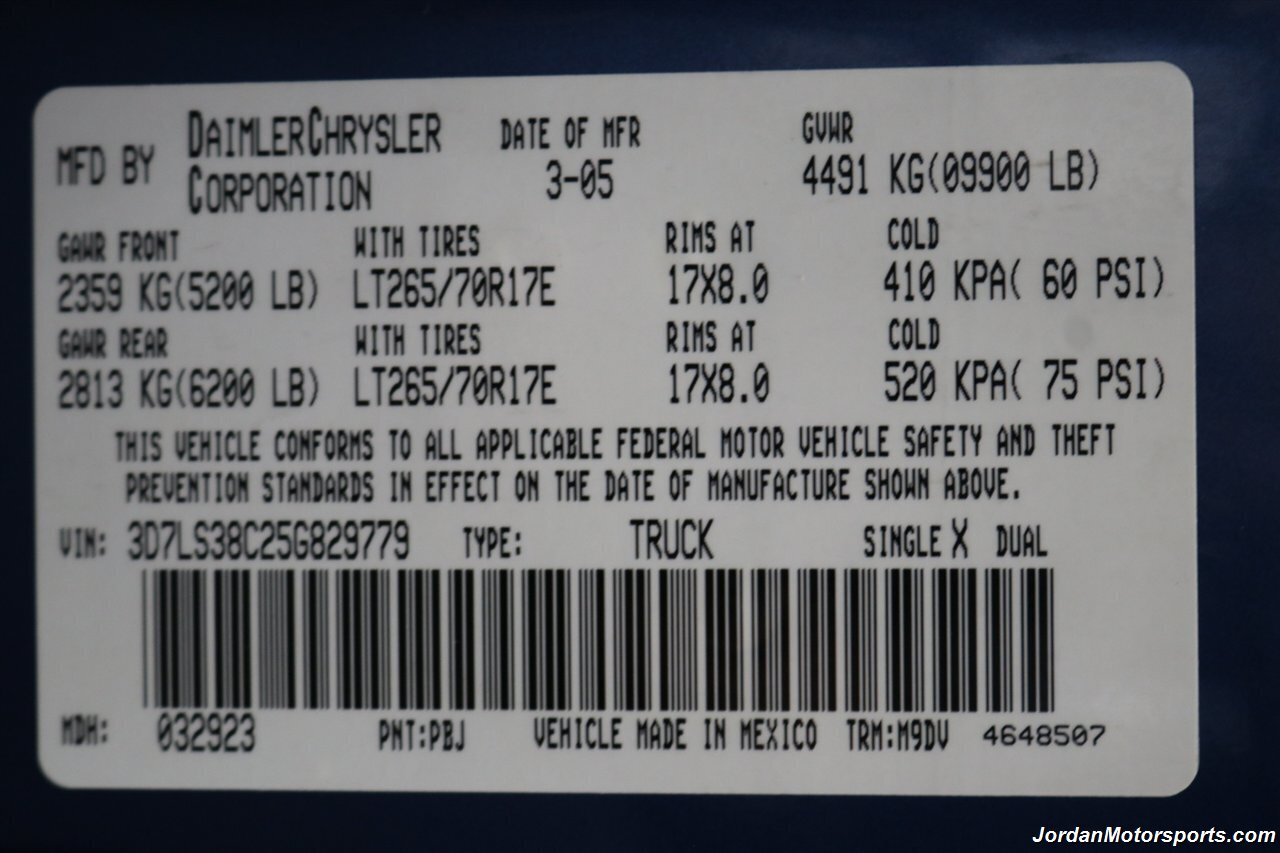 MFD BY DAIMLERCHRYSLER CORPORATION DATE OF MFR 3-05 GVWR 4491 KG(09900 LB)
GAWR FRONT WITH TIRES RIMS AT COLD
2359 KG(5200 LB) LT265/70R17E 17X8.0 410 KPA( 60 PSI)
GAWR REAR WITH TIRES RIMS AT COLD
2813 KG(6200 LB) LT265/70R17E 17X8.0 520 KPA( 75 PSI)
THIS VEHICLE CONFORMS TO ALL APPLICABLE FEDERAL MOTOR VEHICLE SAFETY AND THEFT
PREVENTION STANDARDS IN EFFECT ON THE DATE OF MANUFACTURE SHOWN ABOVE.
VIN: 3D7LS38C25G829779 TYPE: TRUCK SINGLE X DUAL
MDH: 032923 PNT:PBJ VEHICLE MADE IN MEXICO TRM:M9DV 4648507
JordanMotorsports.com